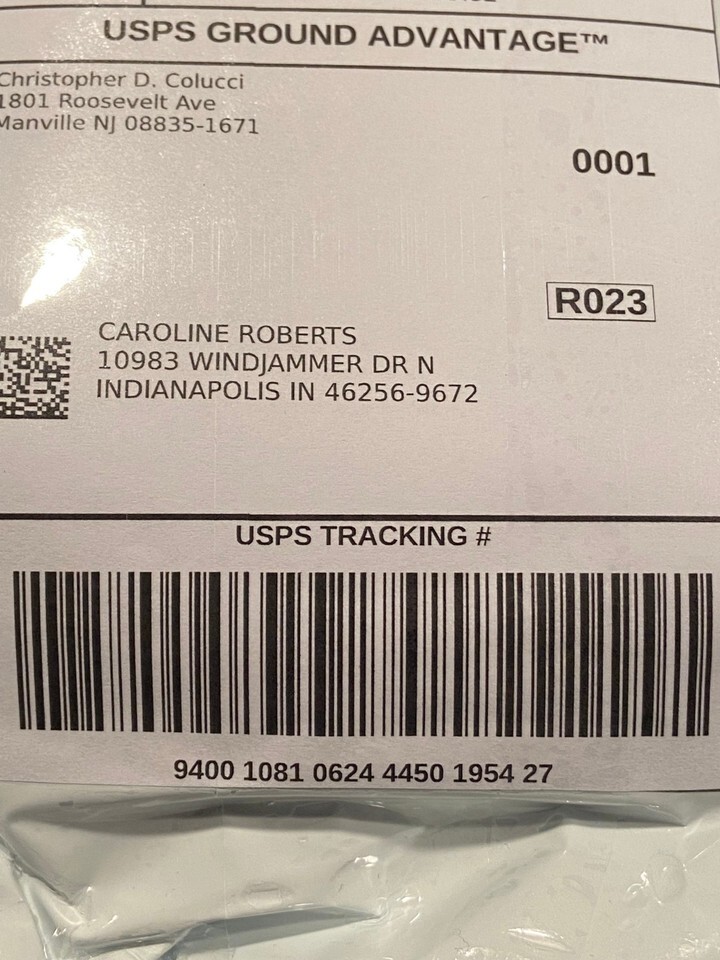 USPS GROUND ADVANTAGE™
Christopher D. Colucci
1801 Roosevelt Ave
Manville NJ 08835-1671
0001
R023
CAROLINE ROBERTS
10983 WINDJAMMER DR N
INDIANAPOLIS IN 46256-9672
USPS TRACKING #
9400 1081 0624 4450 1954 27